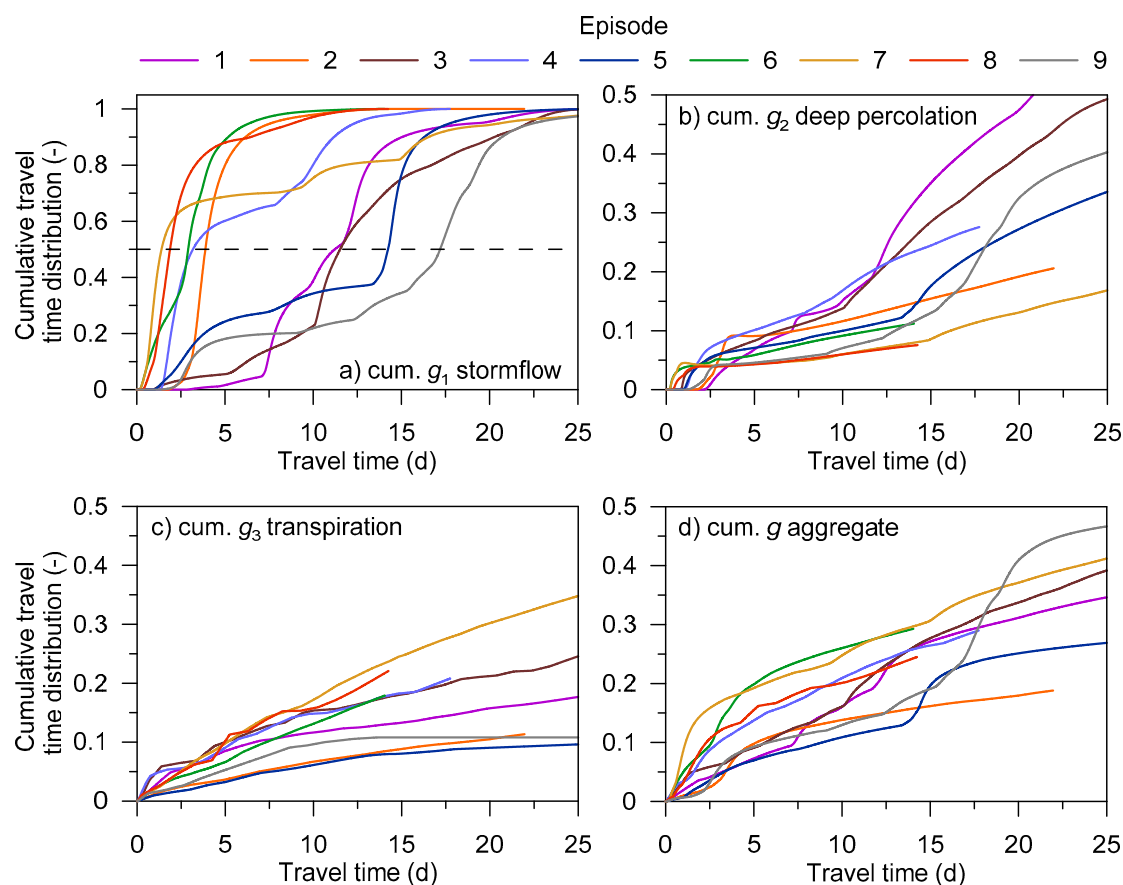 Episode
1 2 3 4 5 6 7 8 9
Cumulative travel
time distribution (-)
1
0.8
0.6
0.4
0.2
0
a) cum. g1 stormflow
0 5 10 15 20 25
Travel time (d)
0.5
0.4
0.3
0.2
0.1
0
b) cum. g2 deep percolation
0 5 10 15 20 25
Travel time (d)
Cumulative travel
time distribution (-)
0.5
0.4
0.3
0.2
0.1
0
c) cum. g3 transpiration
0 5 10 15 20 25
Travel time (d)
0.5
0.4
0.3
0.2
0.1
0
d) cum. g aggregate
0 5 10 15 20 25
Travel time (d)